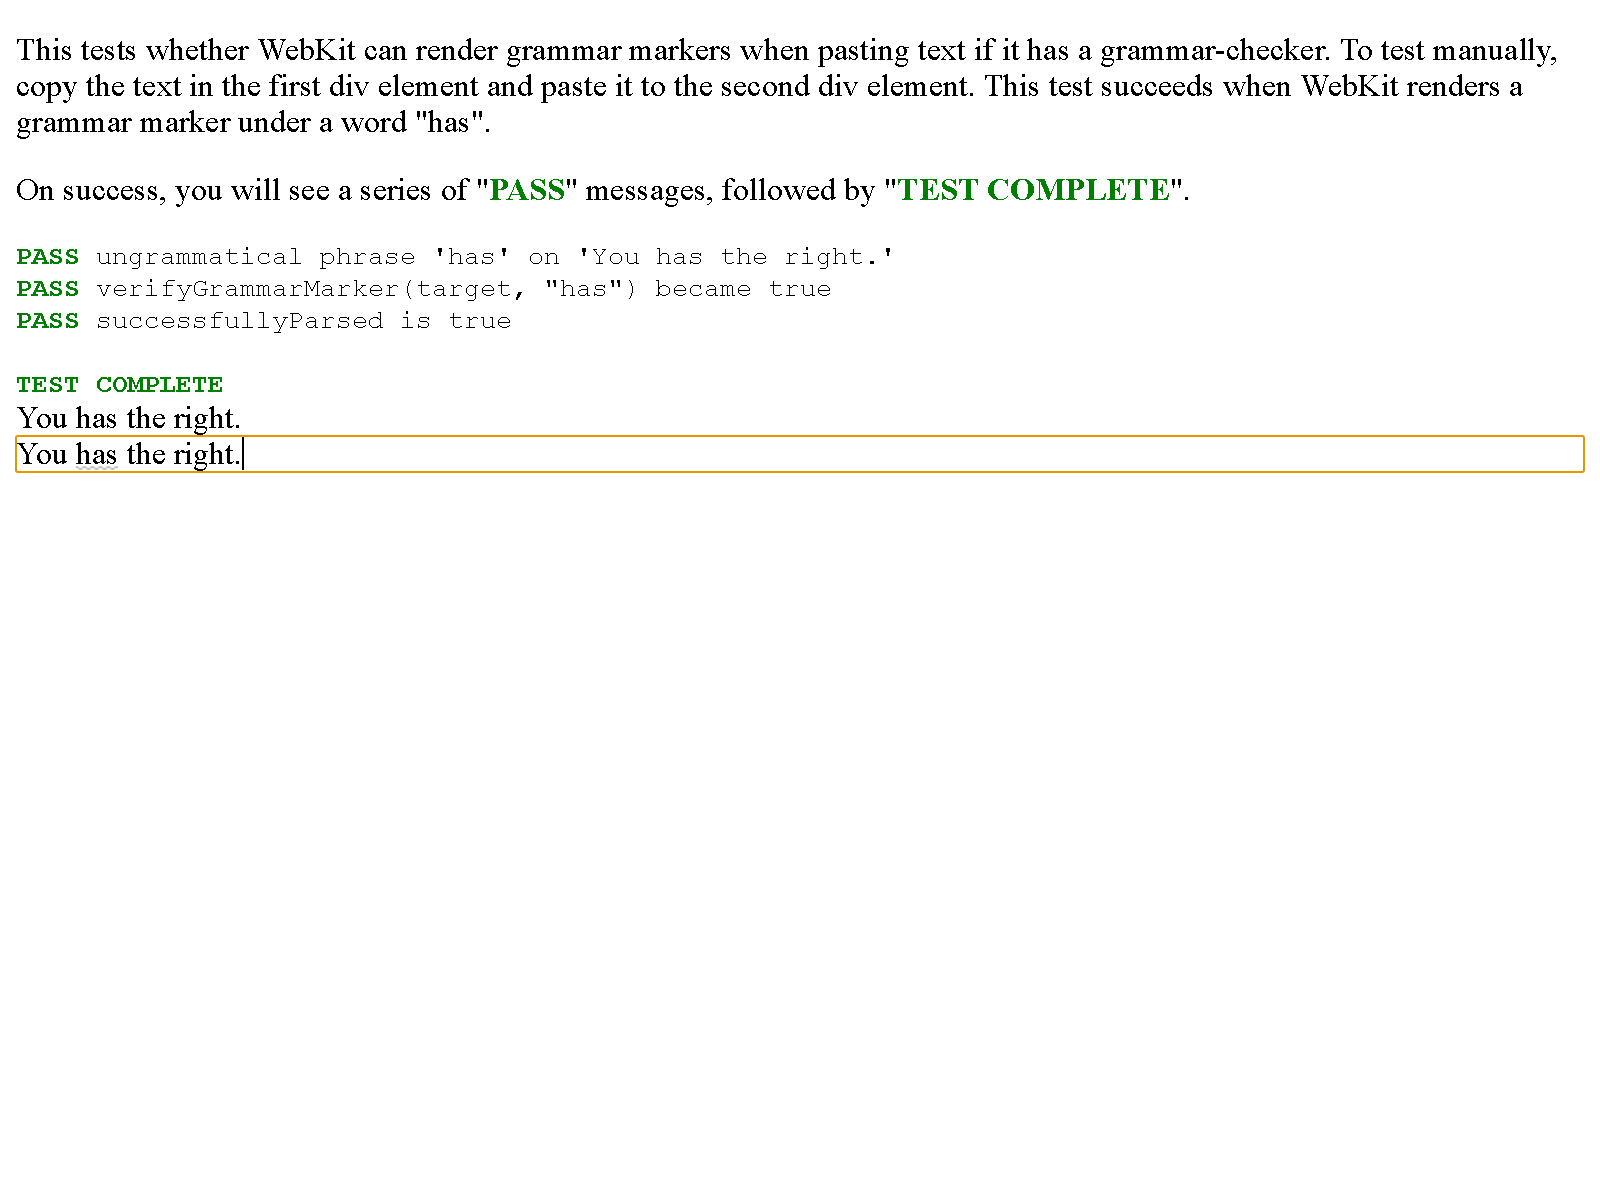 This tests whether WebKit can render grammar markers when pasting text if it has a grammar-checker. To test manually,
copy the text in the first div element and paste it to the second div element. This test succeeds when WebKit renders a
grammar marker under a word "has".
On success, you will see a series of "PASS" messages, followed by "TEST COMPLETE".
PASS ungrammatical phrase 'has' on 'You has the right.'
PASS verifyGrammarMarker(target, "has") became true
PASS successfullyParsed is true
TEST COMPLETE
You has the right.
You has the right.